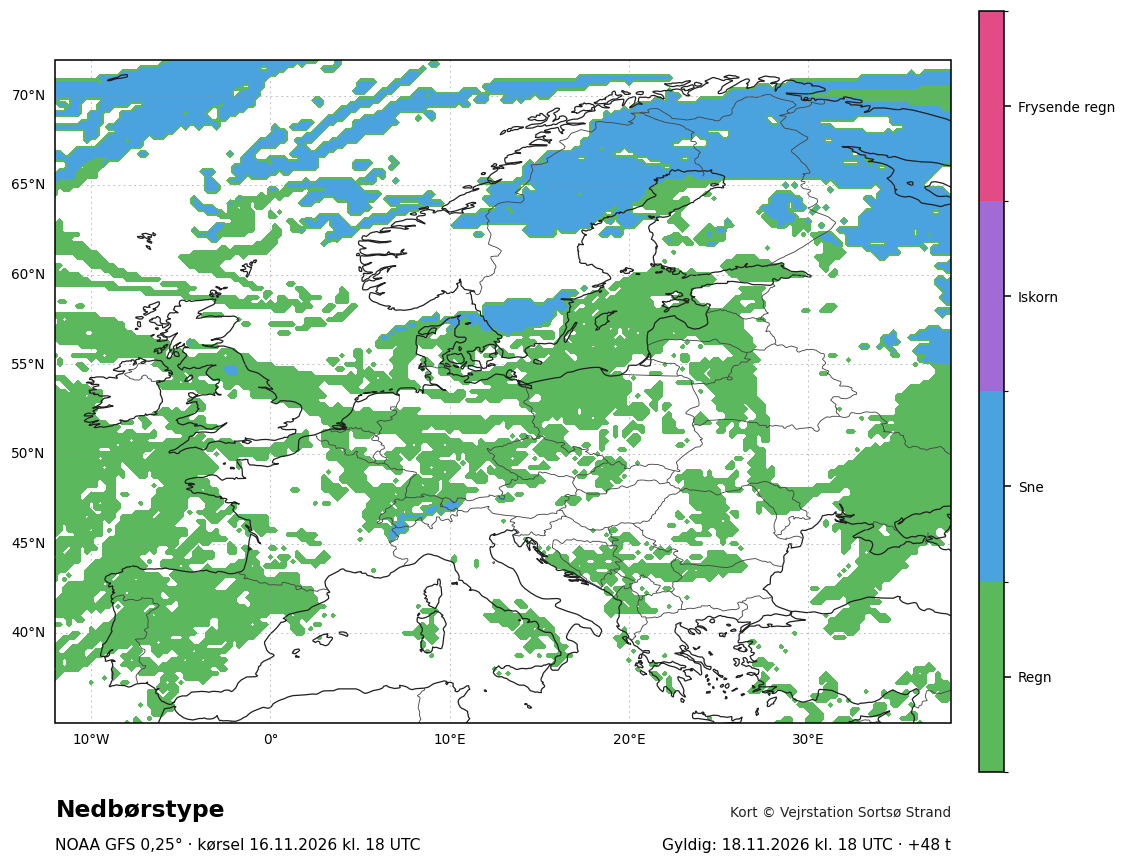 70°N
65°N
60°N
55°N
50°N
45°N
40°N
10°W
0°
10°E
20°E
30°E
Frysende regn
Iskorn
Sne
Regn
Nedbørstype
Kort © Vejrstation Sortsø Strand
NOAA GFS 0,25° · kørsel 16.11.2026 kl. 18 UTC
Gyldig: 18.11.2026 kl. 18 UTC · +48 t